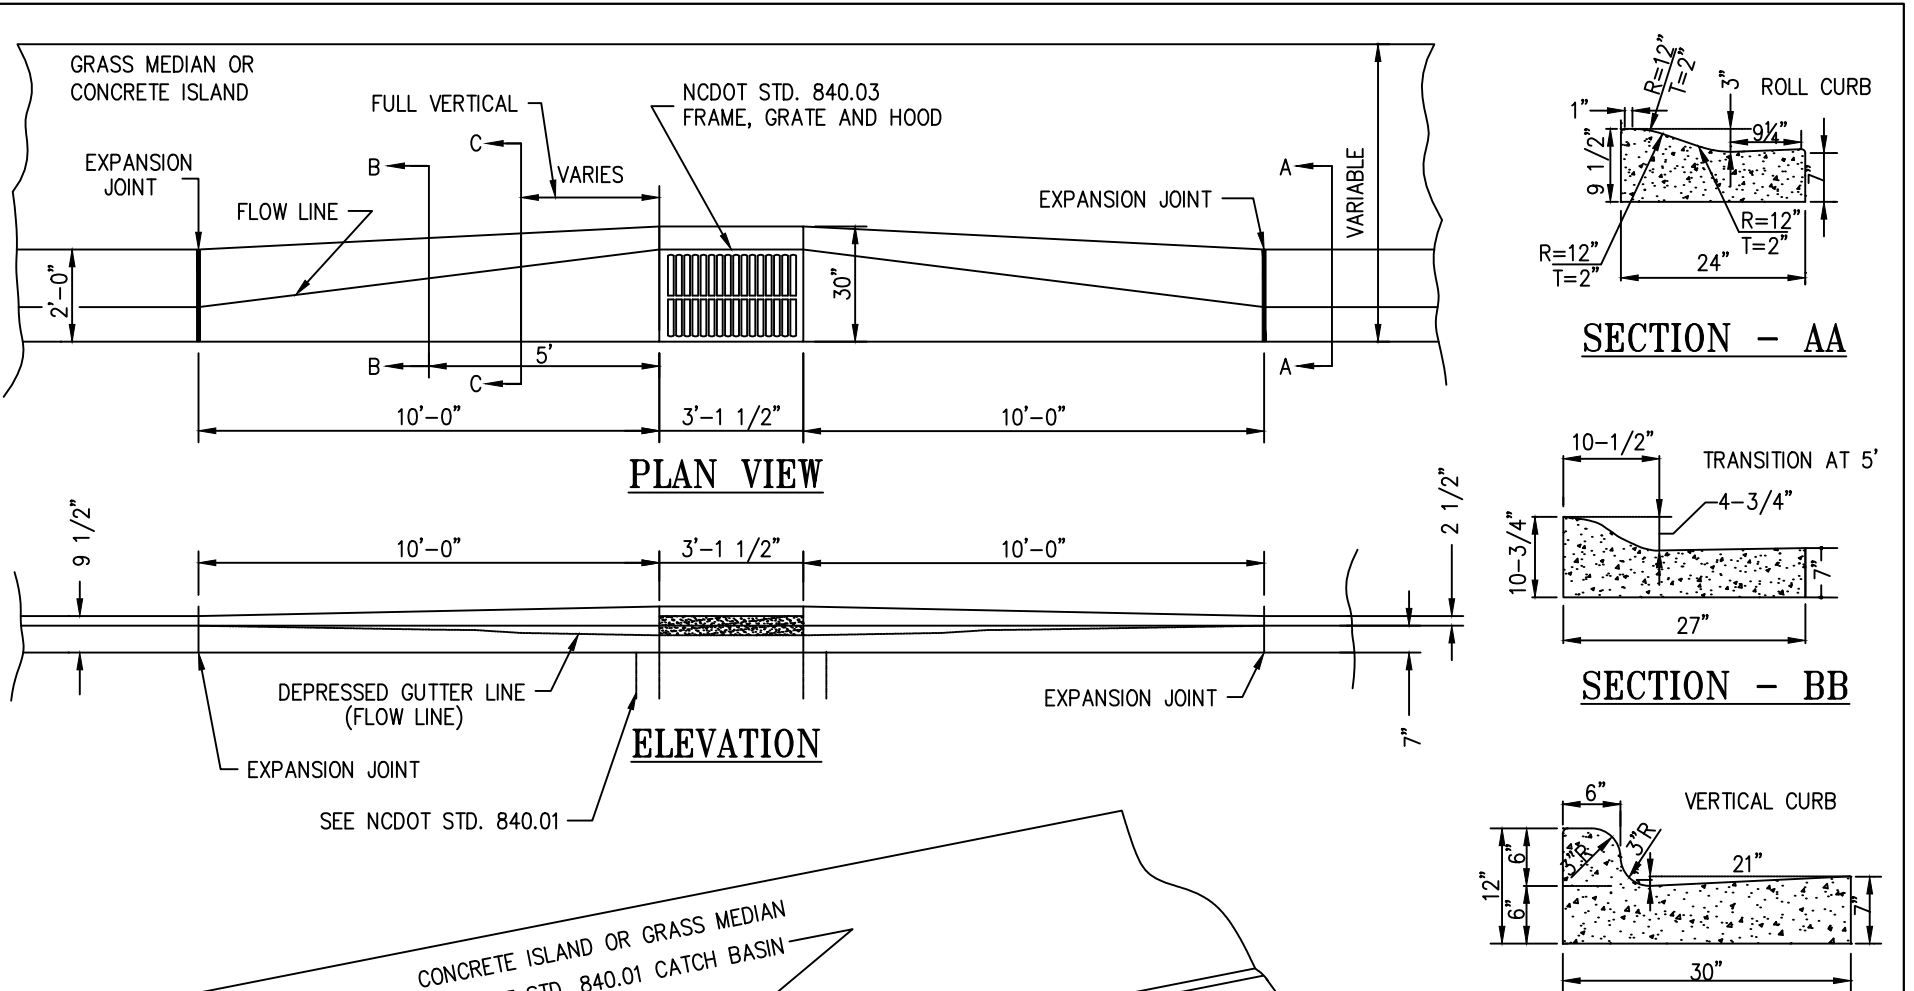 GRASS MEDIAN OR
CONCRETE ISLAND
FULL VERTICAL
NCDOT STD. 840.03
FRAME, GRATE AND HOOD
EXPANSION
JOINT
B
C
VARIES
A
FLOW LINE
EXPANSION JOINT
VARIABLE
2'-0"
30"
B
5'
C
A
10'-0"
3'-1 1/2"
10'-0"
PLAN VIEW
9 1/2"
10'-0"
3'-1 1/2"
10'-0"
2 1/2"
DEPRESSED GUTTER LINE
(FLOW LINE)
EXPANSION JOINT
7"
ELEVATION
EXPANSION JOINT
SEE NCDOT STD. 840.01
CONCRETE ISLAND OR GRASS MEDIAN
STD. 840.01 CATCH BASIN
R=12"
T=2"
3"
ROLL CURB
1"
9¼"
9 1/2"
7"
R=12"
T=2"
R=12"
T=2"
24"
SECTION - AA
10-1/2"
TRANSITION AT 5'
4-3/4"
10-3/4"
7"
27"
SECTION - BB
6"
VERTICAL CURB
3"R
3"R
6"
21"
12"
6"
7"
30"